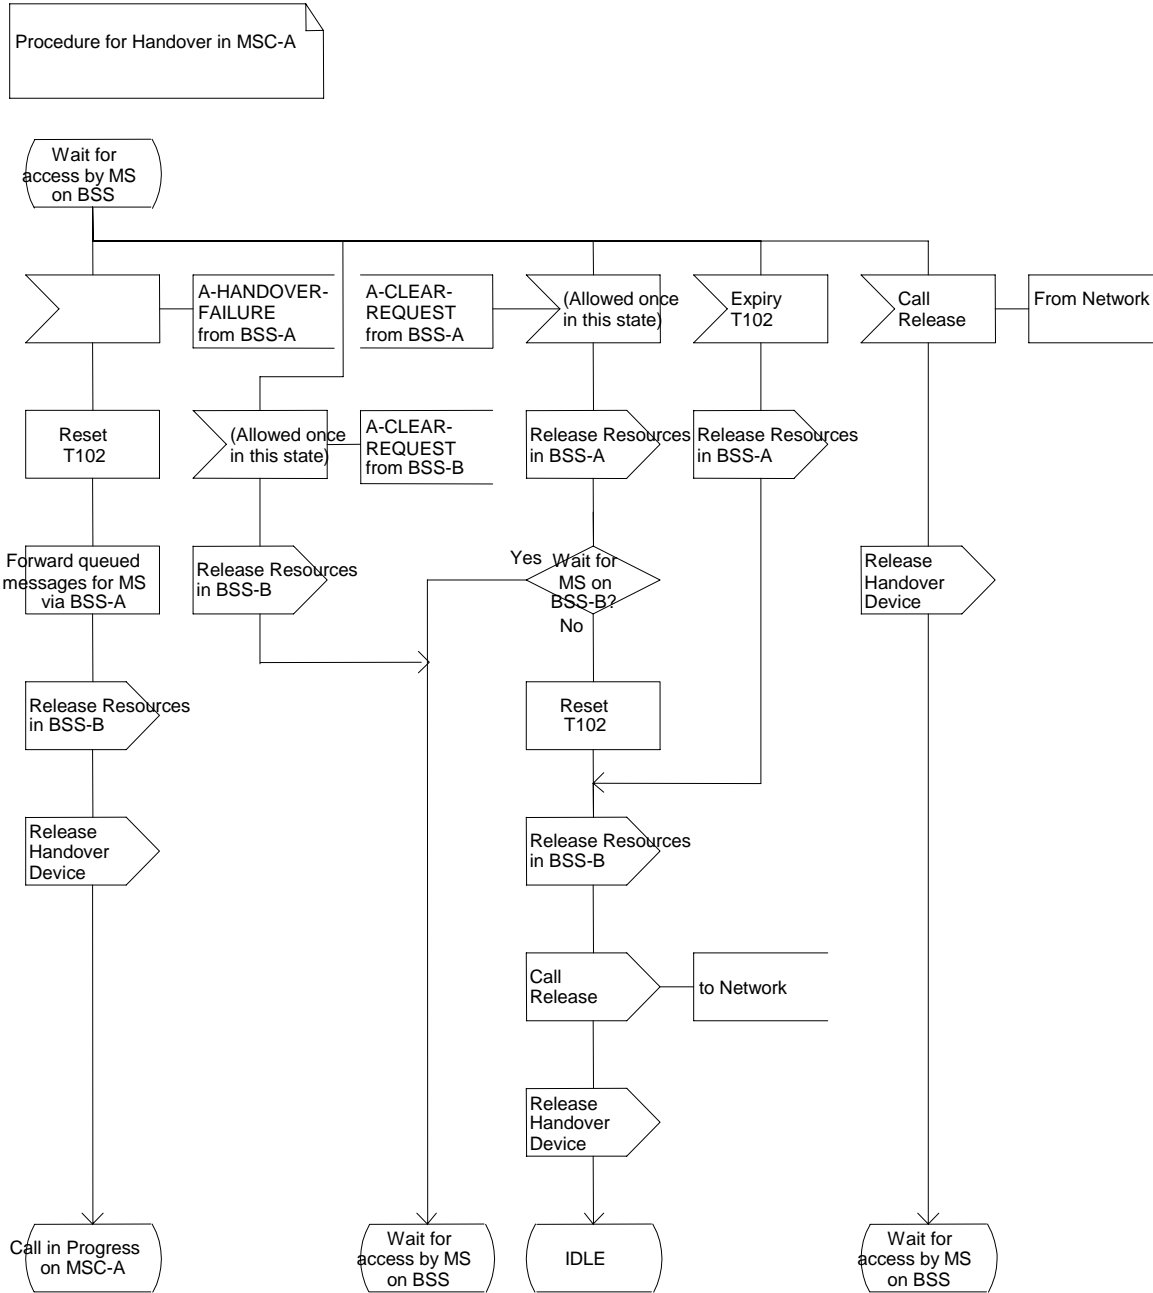 Procedure for Handover in MSC-A
Wait for
access by MS
on BSS
A-HANDOVER-
FAILURE
from BSS-A
A-CLEAR-
REQUEST
from BSS-A
(Allowed once
in this state)
Expiry
T102
Call
Release
From Network
Reset
T102
(Allowed once
in this state)
A-CLEAR-
REQUEST
from BSS-B
Release Resources
in BSS-A
Release Resources
in BSS-A
Forward queued
messages for MS
via BSS-A
Release Resources
in BSS-B
Yes
Wait for
MS on
BSS-B?
No
Release
Handover
Device
Release Resources
in BSS-B
Reset
T102
Release
Handover
Device
Release Resources
in BSS-B
Call
Release
to Network
Release
Handover
Device
Call in Progress
on MSC-A
Wait for
access by MS
on BSS
IDLE
Wait for
access by MS
on BSS